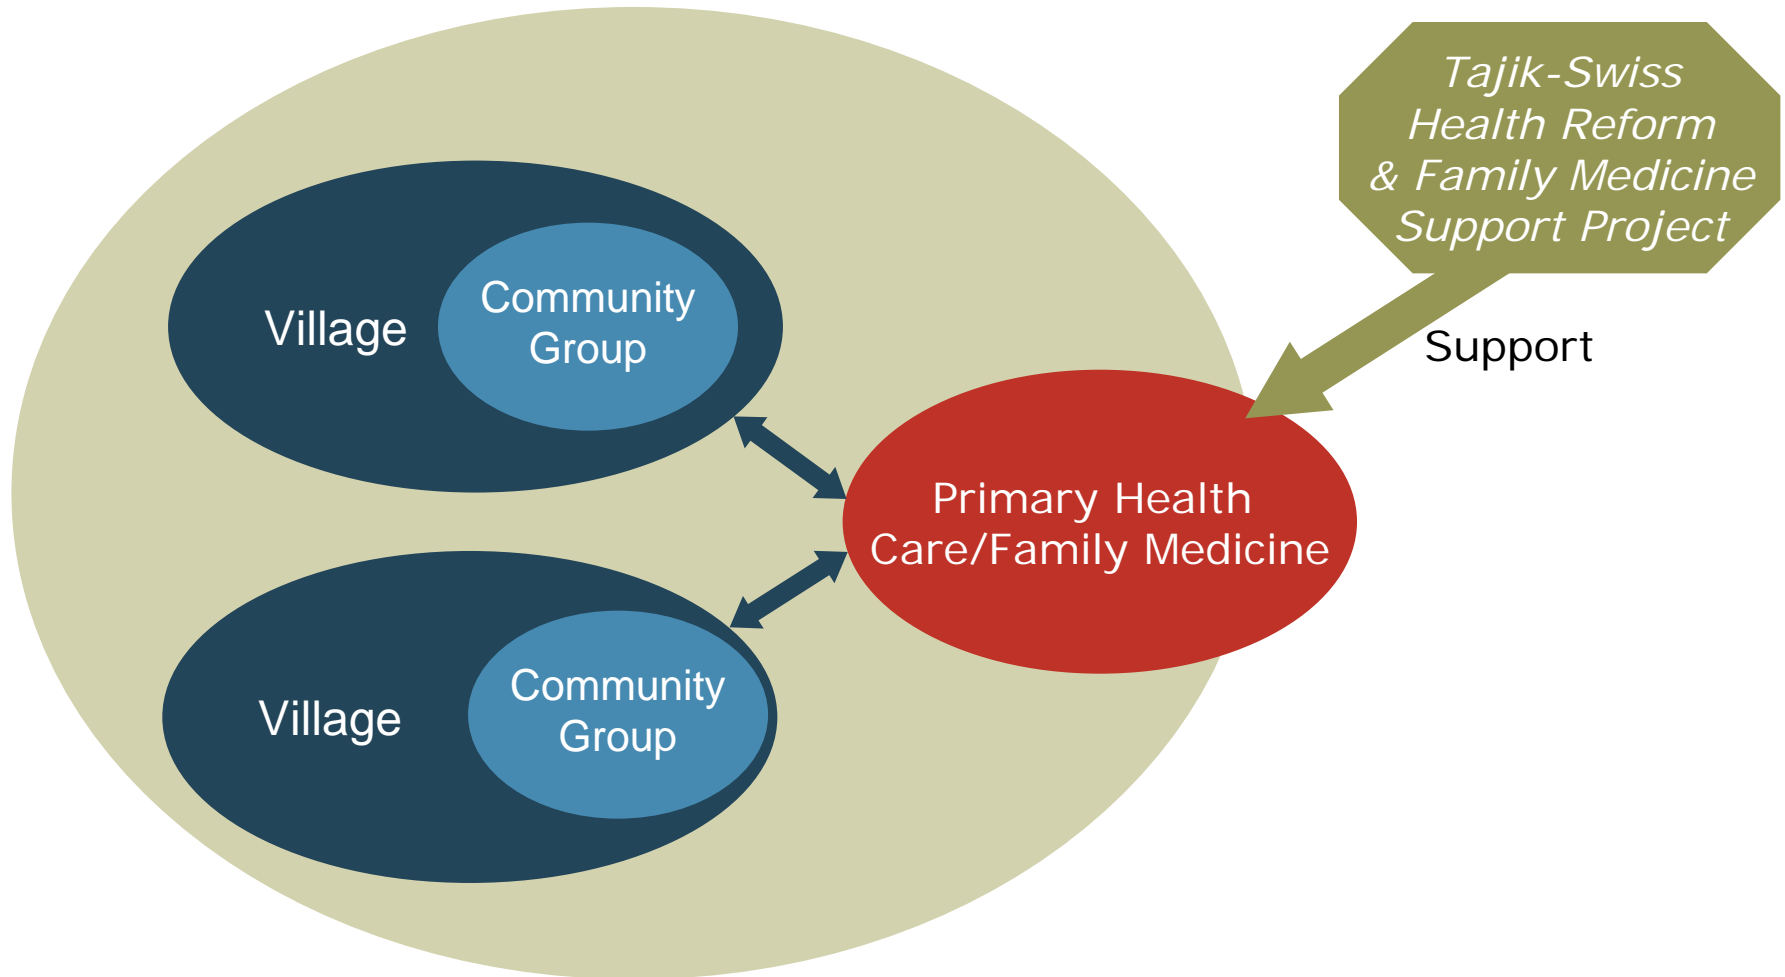 Tajik-Swiss
Health Reform
& Family Medicine
Support Project
Support
Village
Community
Group
Primary Health
Care/Family Medicine
Village
Community
Group